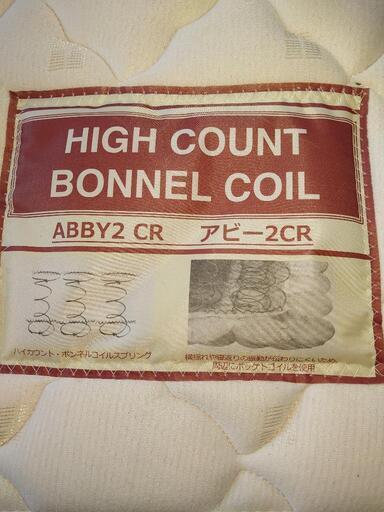 HIGH COUNT
BONNEL COIL
ABBY2 CR アビー2CR
ハイカウント・ボンネルコイルスプリング
横揺れや寝返りの振動が伝わりにくいため、
周辺にポケットコイルを使用